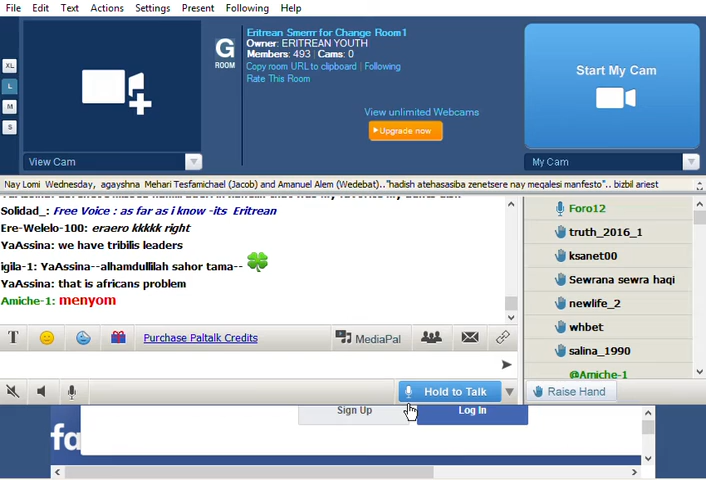 File Edit Text Actions Settings Present Following Help
XL
L
M
S
G
ROOM
Eritrean Smerrr for Change Room1
Owner: ERITREAN YOUTH
Members: 493 Cams: 0
Copy room URL to clipboard | Following
Rate This Room
View unlimited Webcams
Upgrade now
Start My Cam
View Cam
My Cam
Nay Lomi Wednesday, agayshna Mehari Tesfamichael (Jacob) and Amanuel Alem (Wedebat).."hadish atehasasiba zenetsere nay meqalesi manfesto".. bizbil ariest
Solidad_: Free Voice : as far as i know -its Eritrean
Ere-Welelo-100: eraero kkkkk right
YaAssina: we have tribilis leaders
igila-1: YaAssina--alhamdullilah sahor tama--
YaAssina: that is africans problem
Amiche-1: menyom
Foro12
truth_2016_1
ksanet00
Sewrana sewra haqi
newlife_2
whbet
salina_1990
@Amiche-1
T
Purchase Paltalk Credits
MediaPal
Hold to Talk
Raise Hand
Sign Up
Log In